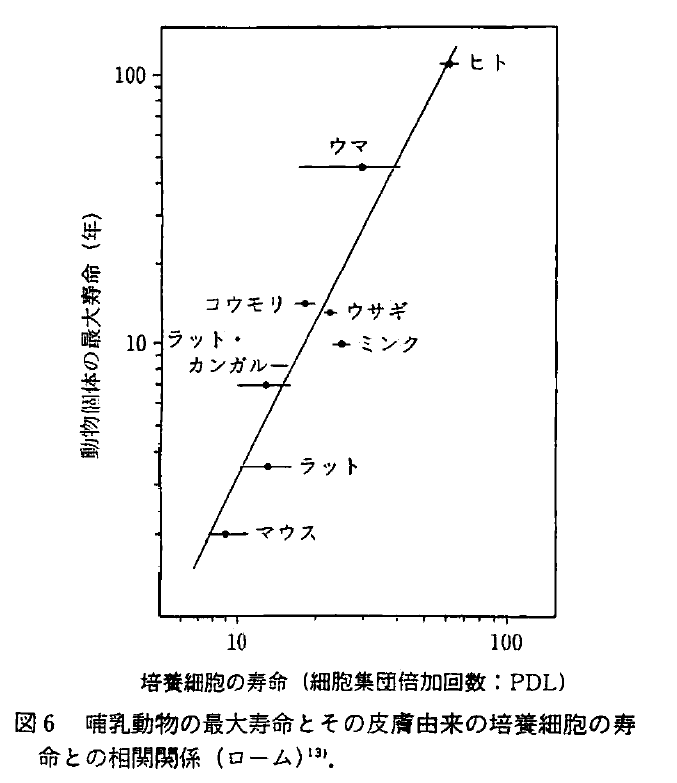 100
ヒト
ウマ
コウモリ
ウサギ
10
ラット・
カンガルー
ミンク
ラット
マウス
動物個体の最大寿命(年)
10
100
培養細胞の寿命(細胞集団倍加回数:PDL)
図6 哺乳動物の最大寿命とその皮膚由来の培養細胞の寿
命との相関関係(ローム)¹³⁾.